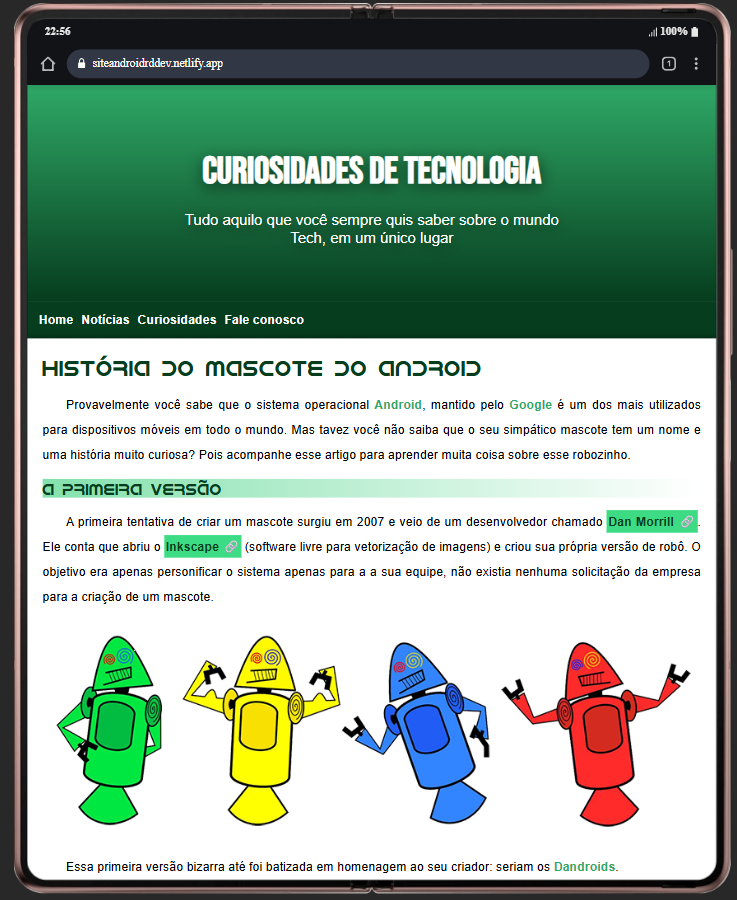 22:56
100%
siteandroidrddev.netlify.app
1
CURIOSIDADES DE TECNOLOGIA
Tudo aquilo que você sempre quis saber sobre o mundo
Tech, em um único lugar
Home Notícias Curiosidades Fale conosco
HISTÓRIA DO MASCOTE DO ANDROID
Provavelmente você sabe que o sistema operacional Android, mantido pelo Google é um dos mais utilizados
para dispositivos móveis em todo o mundo. Mas tavez você não saiba que o seu simpático mascote tem um nome e
uma história muito curiosa? Pois acompanhe esse artigo para aprender muita coisa sobre esse robozinho.
A PRIMEIRA VERSÃO
A primeira tentativa de criar um mascote surgiu em 2007 e veio de um desenvolvedor chamado Dan Morrill 🔗.
Ele conta que abriu o Inkscape 🔗 (software livre para vetorização de imagens) e criou sua própria versão de robô. O
objetivo era apenas personificar o sistema apenas para a a sua equipe, não existia nenhuma solicitação da empresa
para a criação de um mascote.
Essa primeira versão bizarra até foi batizada em homenagem ao seu criador: seriam os Dandroids.